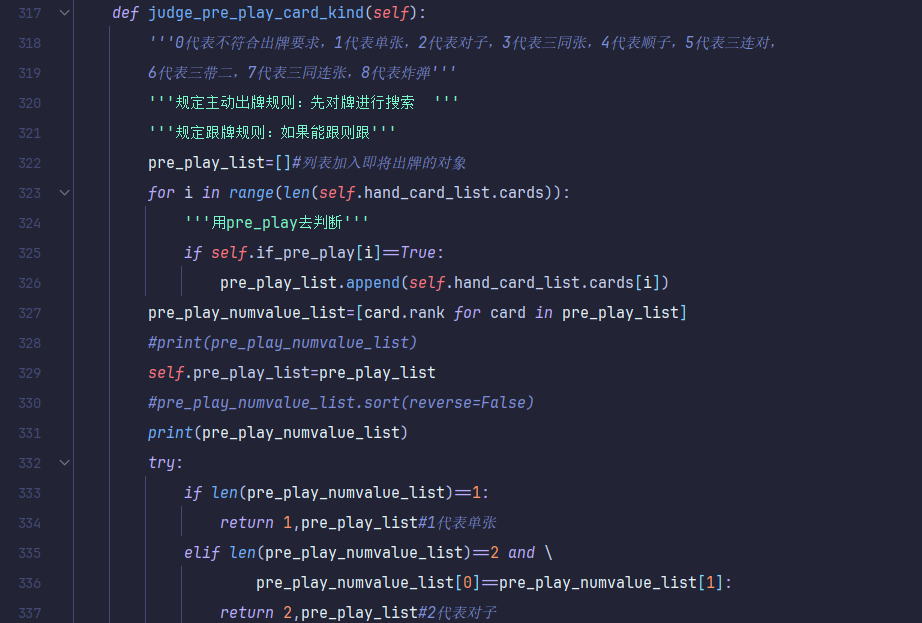 317 def judge_pre_play_card_kind(self):
318 '''0代表不符合出牌要求，1代表单张，2代表对子，3代表三同张，4代表顺子，5代表三连对，
319 6代表三带二，7代表三同连张，8代表炸弹'''
320 '''规定主动出牌规则：先对牌进行搜索  '''
321 '''规定跟牌规则：如果能跟则跟'''
322 pre_play_list=[]#列表加入即将出牌的对象
323 for i in range(len(self.hand_card_list.cards)):
324 '''用pre_play去判断'''
325 if self.if_pre_play[i]==True:
326 pre_play_list.append(self.hand_card_list.cards[i])
327 pre_play_numvalue_list=[card.rank for card in pre_play_list]
328 #print(pre_play_numvalue_list)
329 self.pre_play_list=pre_play_list
330 #pre_play_numvalue_list.sort(reverse=False)
331 print(pre_play_numvalue_list)
332 try:
333 if len(pre_play_numvalue_list)==1:
334 return 1,pre_play_list#1代表单张
335 elif len(pre_play_numvalue_list)==2 and \
336 pre_play_numvalue_list[0]==pre_play_numvalue_list[1]:
337 return 2,pre_play_list#2代表对子